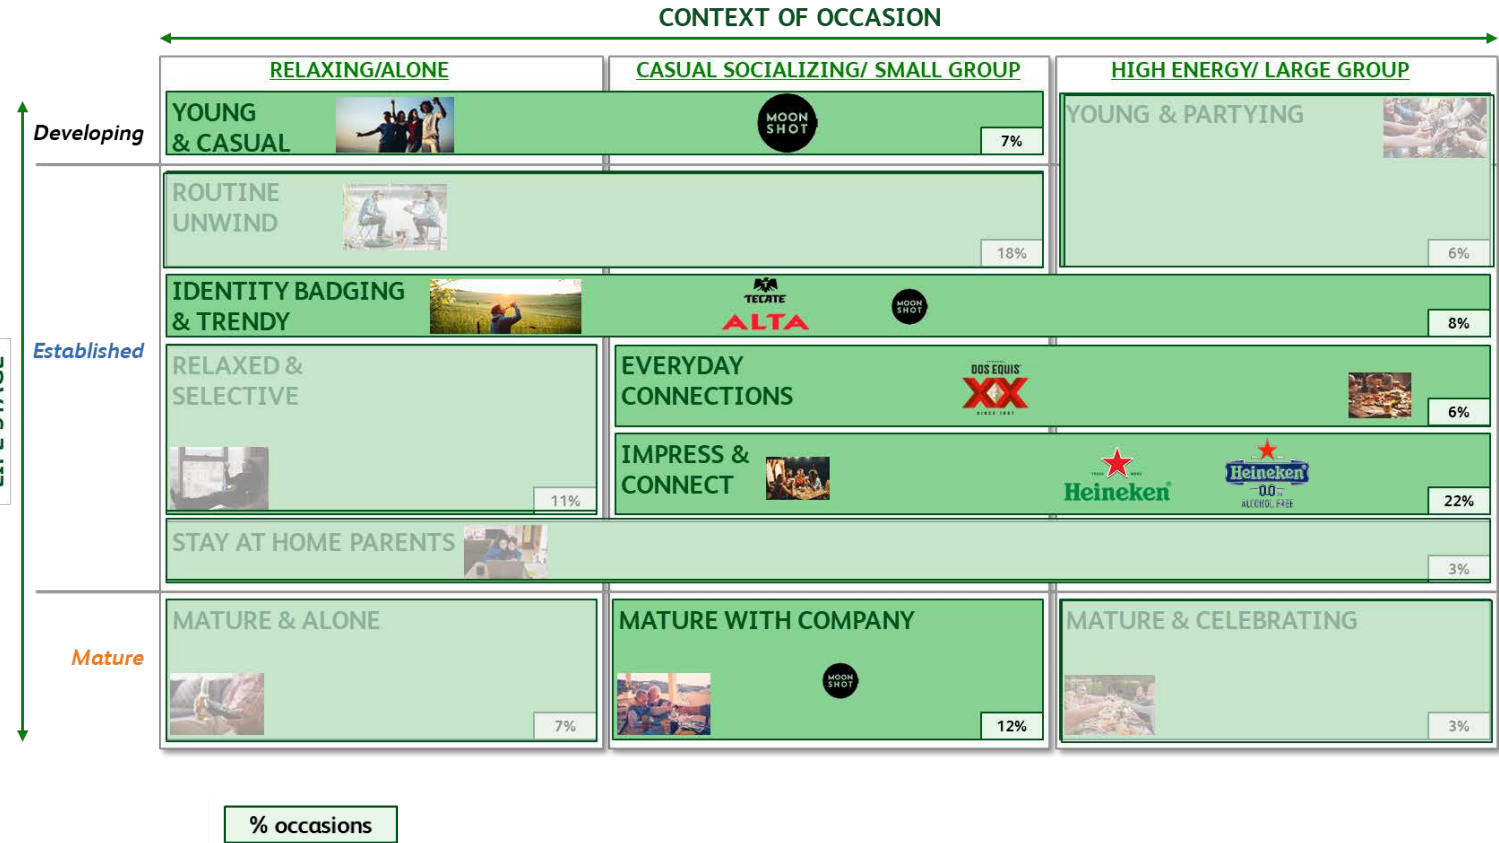 CONTEXT OF OCCASION
RELAXING/ALONE
CASUAL SOCIALIZING/ SMALL GROUP
HIGH ENERGY/ LARGE GROUP
Developing
YOUNG
& CASUAL
MOON
SHOT
7%
YOUNG & PARTYING
6%
ROUTINE
UNWIND
18%
Established
IDENTITY BADGING
& TRENDY
TECATE
ALTA
MOON
SHOT
8%
RELAXED &
SELECTIVE
11%
EVERYDAY
CONNECTIONS
DOS EQUIS
XX
SINCE 1897
6%
IMPRESS &
CONNECT
Heineken®
Heineken®
0.0
ALCOHOL FREE
22%
STAY AT HOME PARENTS
3%
Mature
MATURE & ALONE
7%
MATURE WITH COMPANY
MOON
SHOT
12%
MATURE & CELEBRATING
3%
% occasions